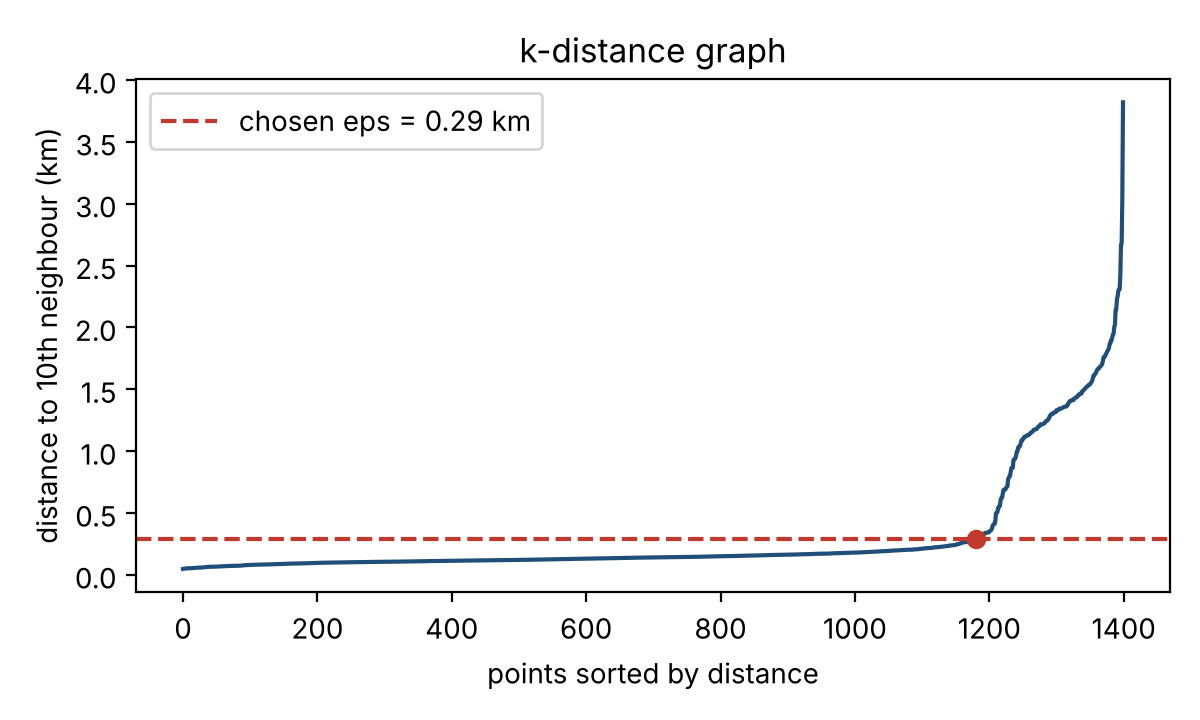 k-distance graph
chosen eps = 0.29 km
distance to 10th neighbour (km)
4.0
3.5
3.0
2.5
2.0
1.5
1.0
0.5
0.0
0 200 400 600 800 1000 1200 1400
points sorted by distance